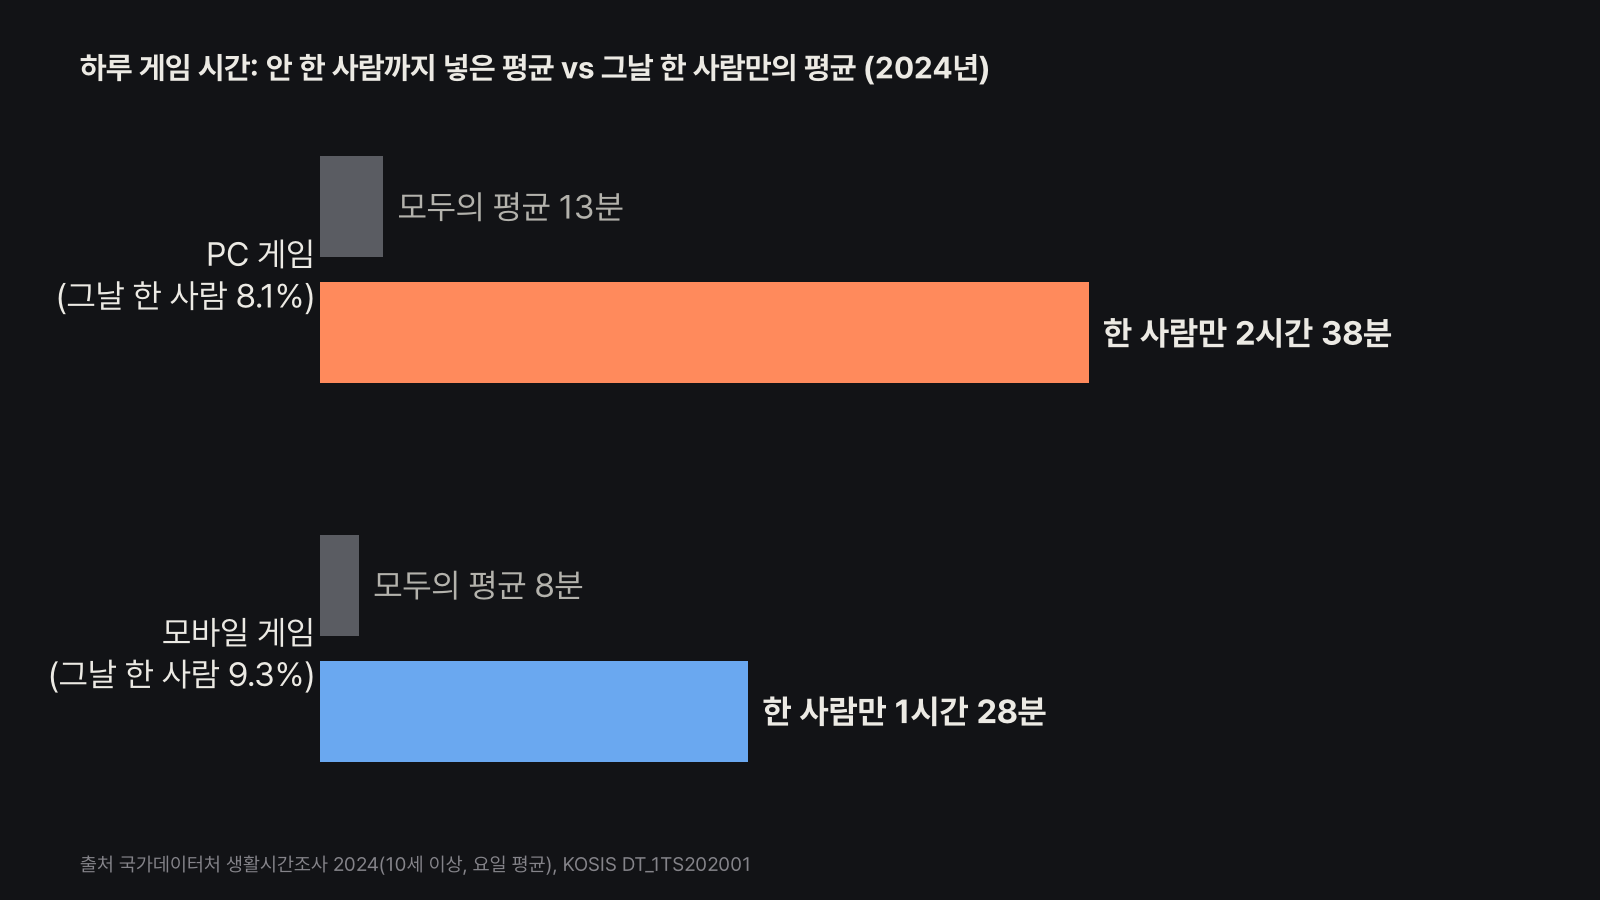 하루 게임 시간: 안 한 사람까지 넣은 평균 vs 그날 한 사람만의 평균 (2024년)
모두의 평균 13분
PC 게임
(그날 한 사람 8.1%)
한 사람만 2시간 38분
모두의 평균 8분
모바일 게임
(그날 한 사람 9.3%)
한 사람만 1시간 28분
출처 국가데이터처 생활시간조사 2024(10세 이상, 요일 평균), KOSIS DT_1TS202001